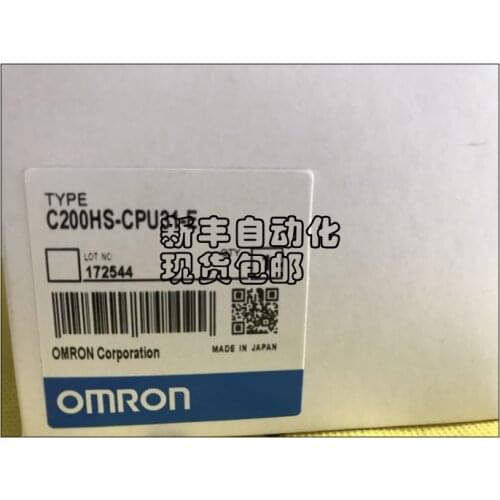 TYPE
C200HS-CPU31-E
新丰自动化
LOT NO
QTY
172544
现货包邮
OMRON Corporation
MADE IN JAPAN
OMRON